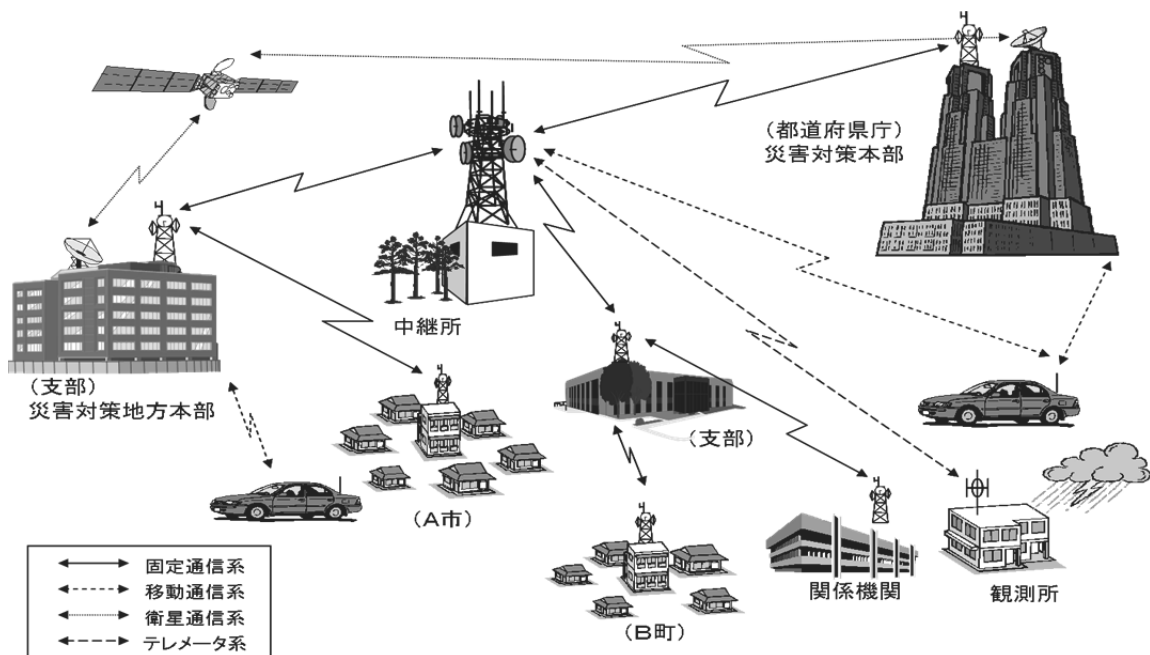 (都道府県庁)
災害対策本部
中継所
(支部)
災害対策地方本部
(支部)
(A市)
(B町)
関係機関
観測所
固定通信系
移動通信系
衛星通信系
テレメータ系